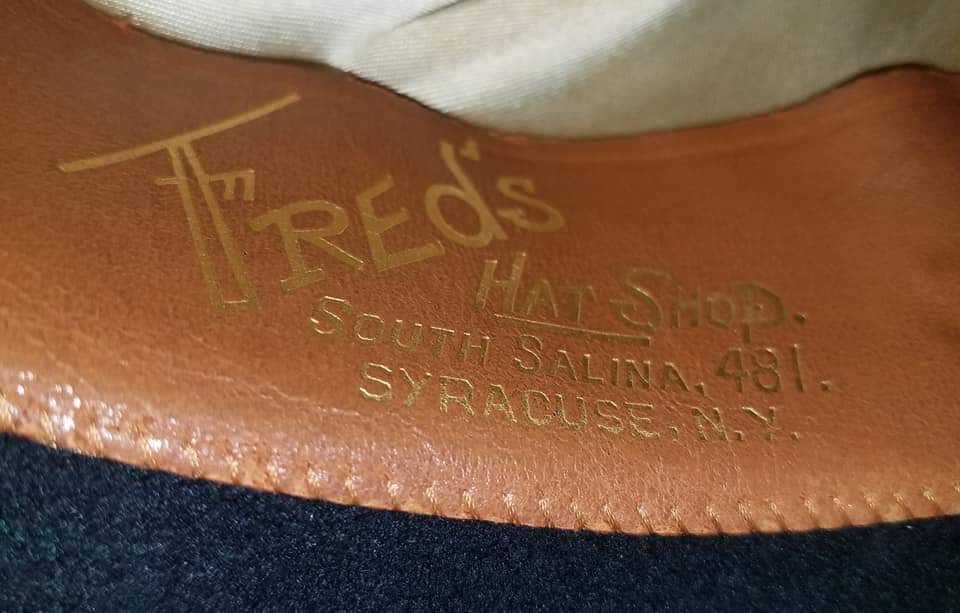 FREd's
HAT SHOP.
SOUTH SALINA, 481.
SYRACUSE, N.Y.